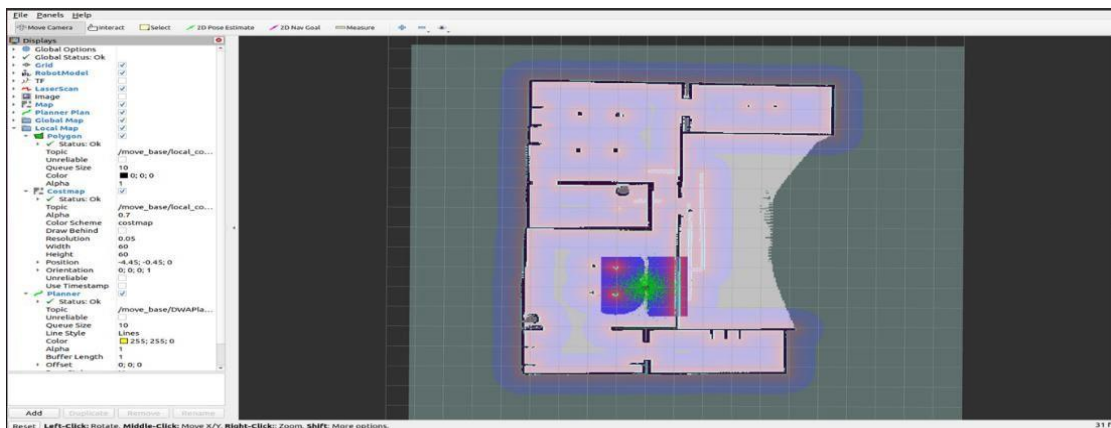 File Panels Help
Move Camera Interact Select 2D Pose Estimate 2D Nav Goal Measure
Displays
Global Options
Global Status: Ok
Grid
RobotModel
TF
LaserScan
Image
Map
Planner Plan
Global Map
Local Map
Polygon
Status: Ok
Topic /move_base/local_co...
Unreliable
Queue Size 10
Color 0; 0; 0
Alpha 1
Costmap
Status: Ok
Topic /move_base/local_co...
Alpha 0.7
Color Scheme costmap
Draw Behind
Resolution 0.05
Width 60
Height 60
Position -4.45; -0.45; 0
Orientation 0; 0; 0; 1
Unreliable
Use Timestamp
Planner
Status: Ok
Topic /move_base/DWAPla...
Unreliable
Queue Size 10
Line Style Lines
Color 255; 255; 0
Alpha 1
Buffer Length 1
Offset 0; 0; 0
Add Duplicate Remove Rename
Reset Left-Click: Rotate. Middle-Click: Move X/Y. Right-Click:: Zoom. Shift: More options. 31 f